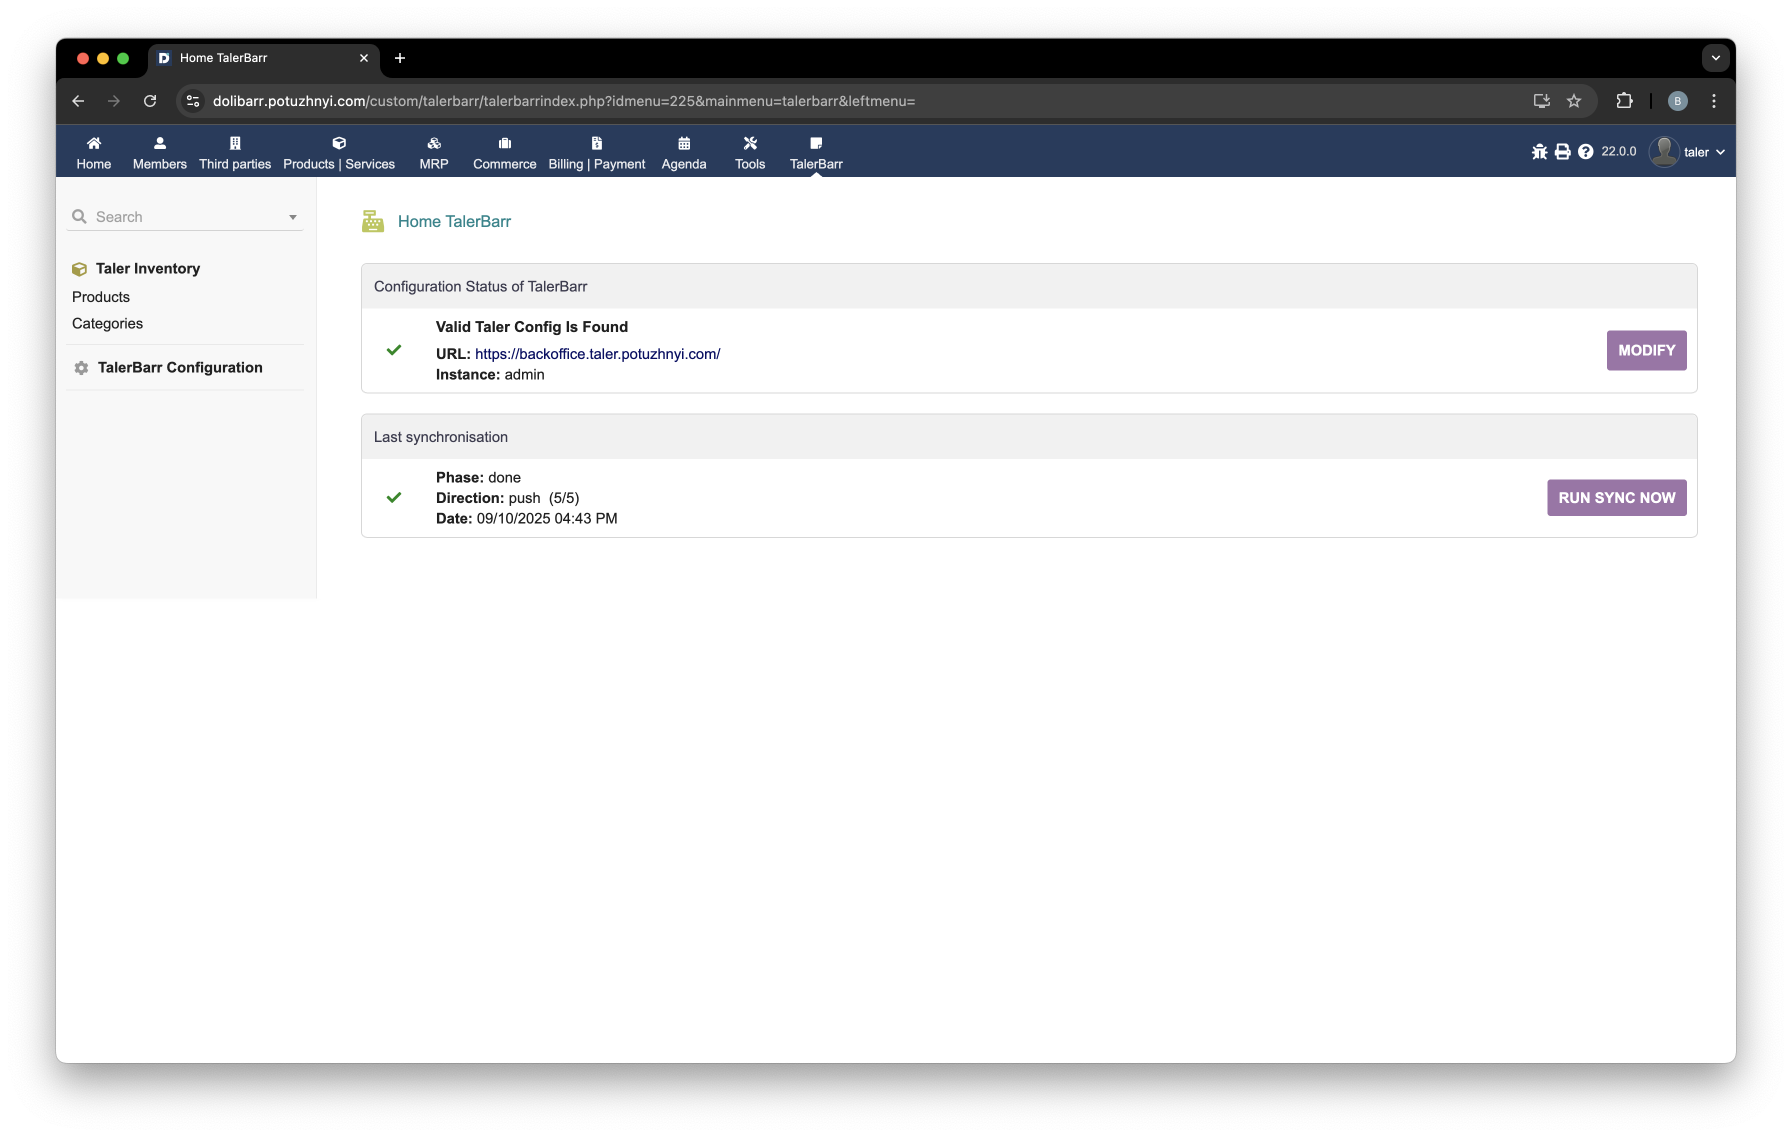 Home TalerBarr
dolibarr.potuzhnyi.com/custom/talerbarr/talerbarrindex.php?idmenu=225&mainmenu=talerbarr&leftmenu=
B
Home Members Third parties Products | Services MRP Commerce Billing | Payment Agenda Tools TalerBarr
22.0.0 taler
Search
Taler Inventory
Products
Categories
TalerBarr Configuration
Home TalerBarr
Configuration Status of TalerBarr
Valid Taler Config Is Found
URL: https://backoffice.taler.potuzhnyi.com/
Instance: admin
MODIFY
Last synchronisation
Phase: done
Direction: push (5/5)
Date: 09/10/2025 04:43 PM
RUN SYNC NOW